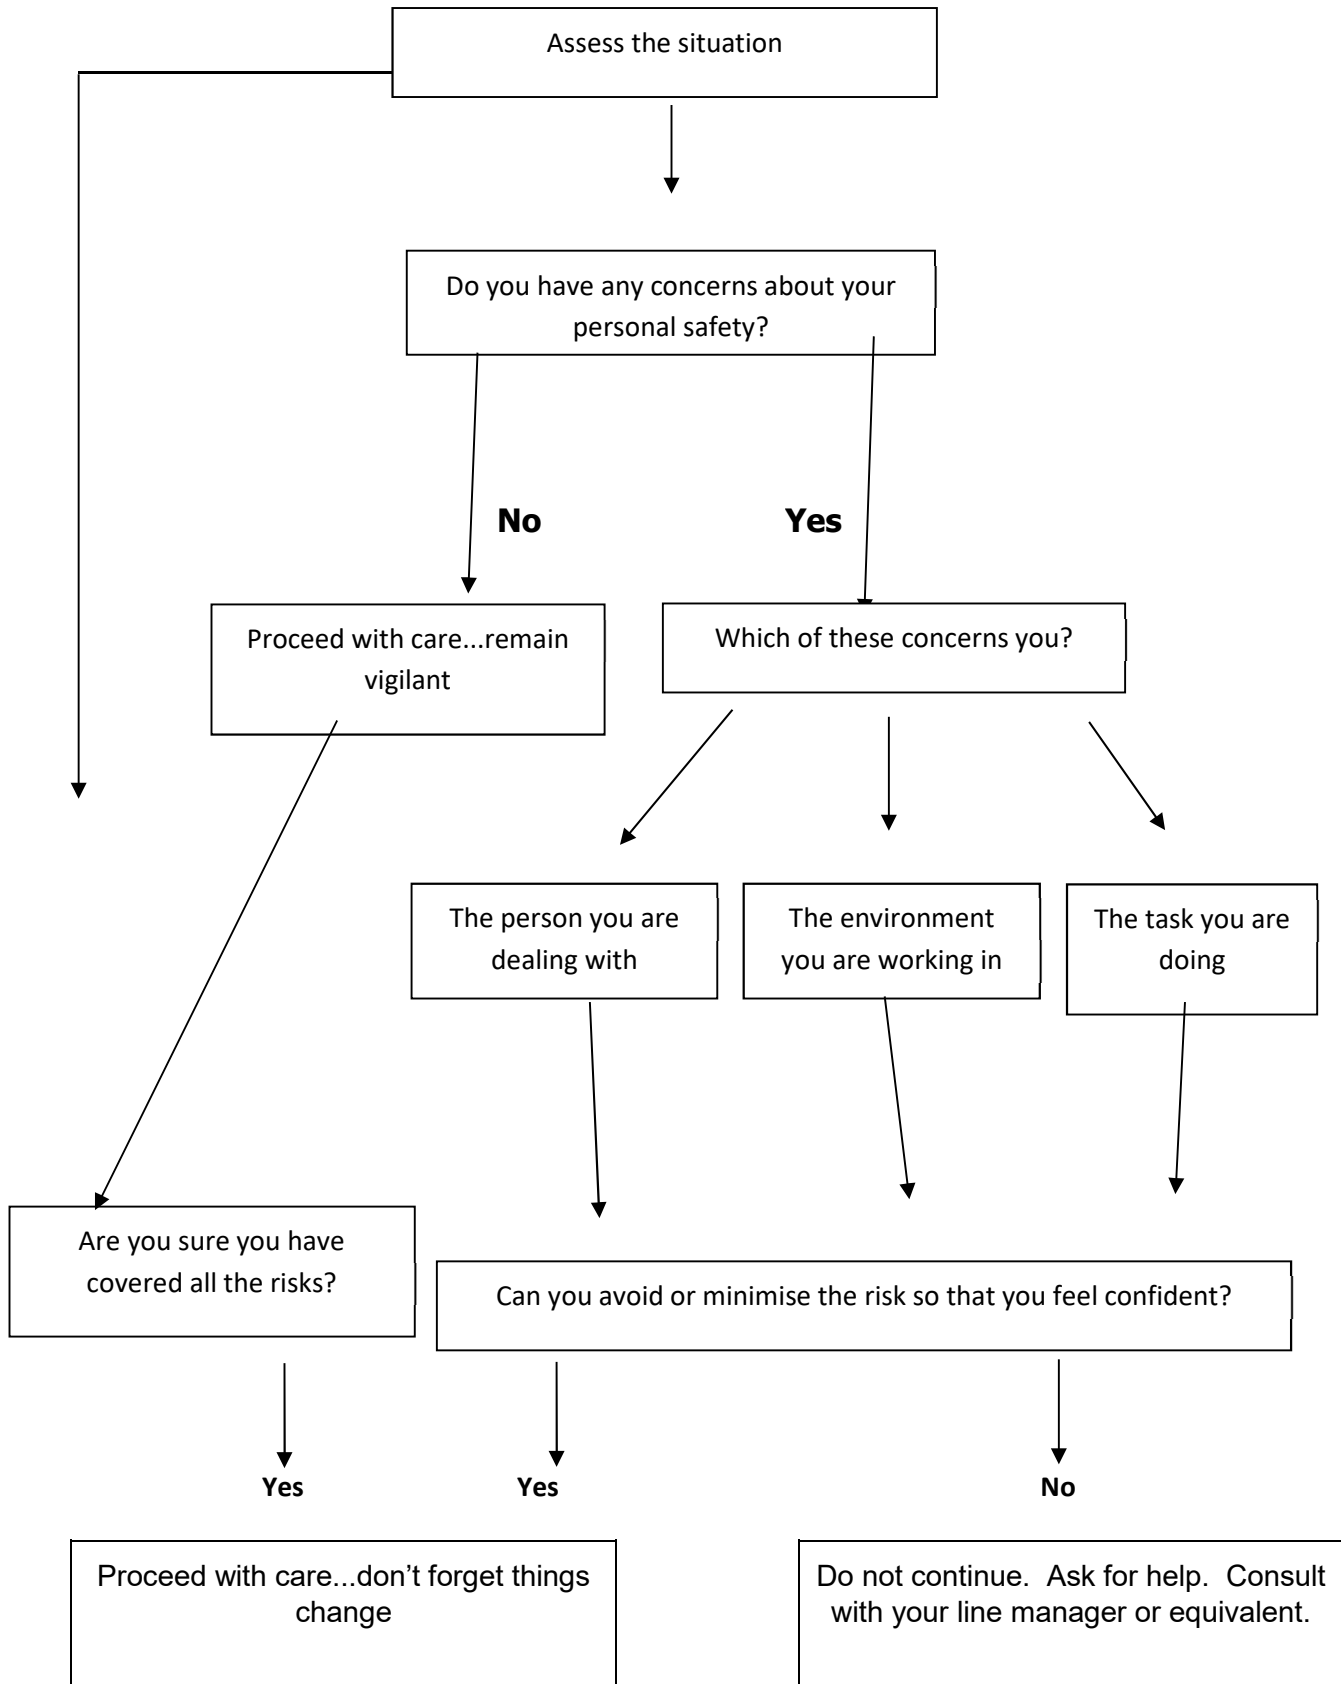 Assess the situation
Do you have any concerns about your
personal safety?
No
Yes
Proceed with care...remain
vigilant
Which of these concerns you?
The person you are
dealing with
The environment
you are working in
The task you are
doing
Are you sure you have
covered all the risks?
Can you avoid or minimise the risk so that you feel confident?
Yes
Yes
No
Proceed with care...don’t forget things
change
Do not continue.  Ask for help.  Consult
with your line manager or equivalent.